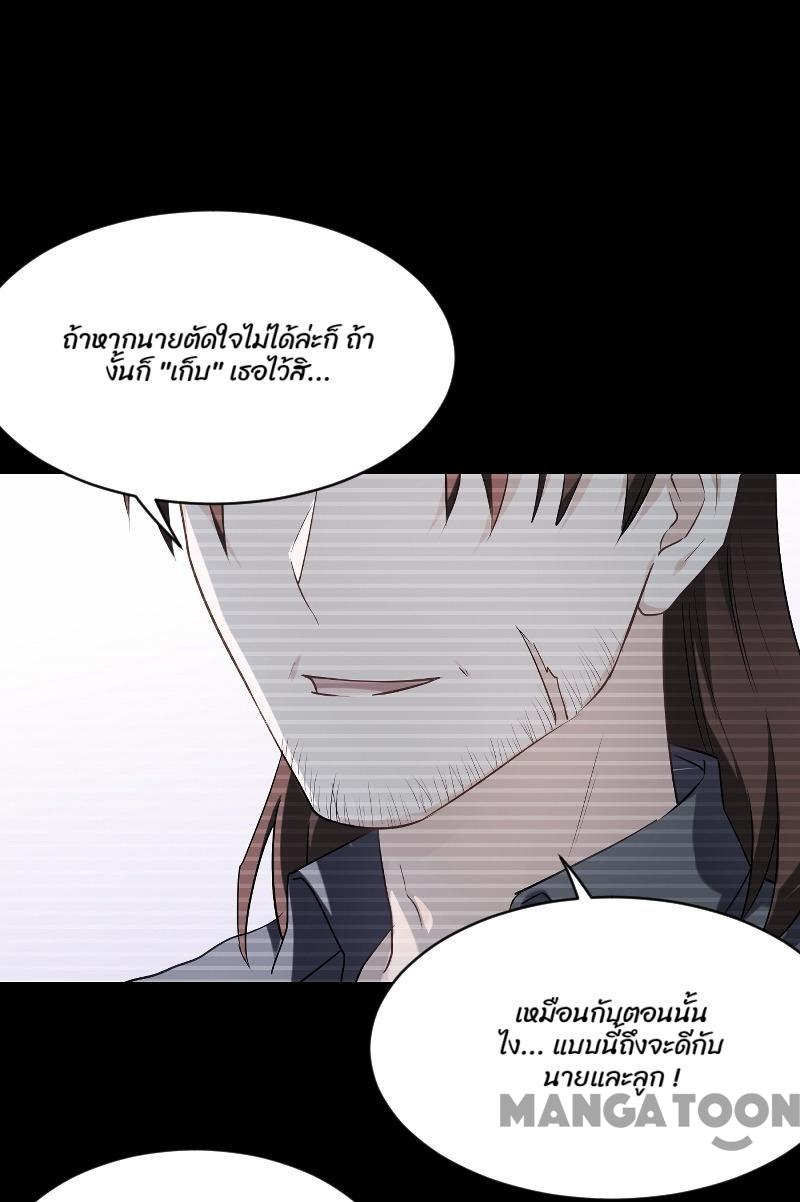 ถ้าหากนายตัดใจไม่ได้ล่ะก็ ถ้า
งั้นก็ "เก็บ" เธอไว้สิ...
เหมือนกับตอนนั้น
ไง... แบบนี้ถึงจะดีกับ
นายและลูก !
MANGATOON